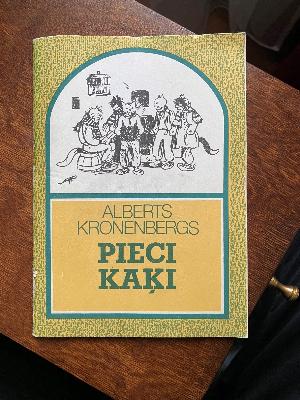 ALBERTS
KRONENBERGS
PIECI
KAĶI